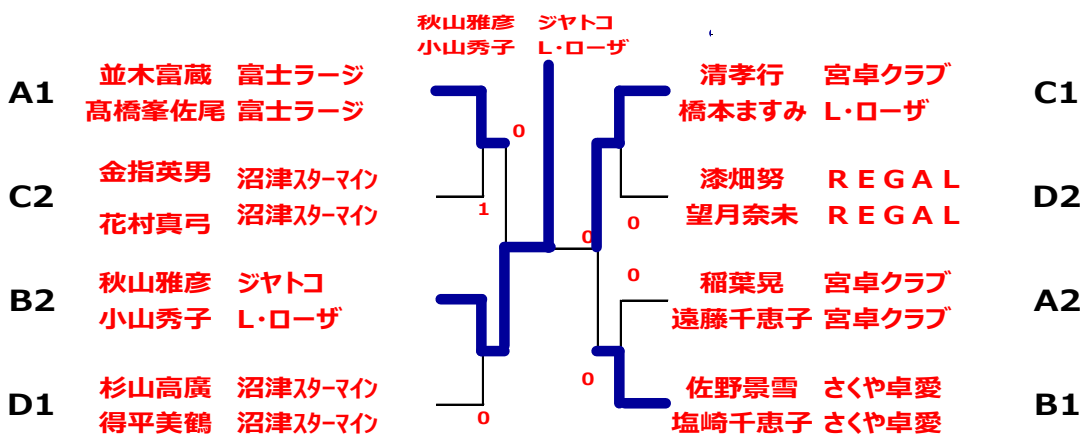 秋山雅彦 ジヤトコ
小山秀子 L・ローザ
A1
並木富蔵 富士ラージ
髙橋峯佐尾 富士ラージ
0
C2
金指英男 沼津スターマイン
花村真弓 沼津スターマイン
1
B2
秋山雅彦 ジヤトコ
小山秀子 L・ローザ
D1
杉山高廣 沼津スターマイン
得平美鶴 沼津スターマイン
0
清孝行 宮卓クラブ
橋本ますみ L・ローザ
C1
漆畑努 ＲＥＧＡＬ
望月奈未 ＲＥＧＡＬ
D2
0
0
0
稲葉晃 宮卓クラブ
遠藤千恵子 宮卓クラブ
A2
0
佐野景雪 さくや卓愛
塩崎千恵子 さくや卓愛
B1